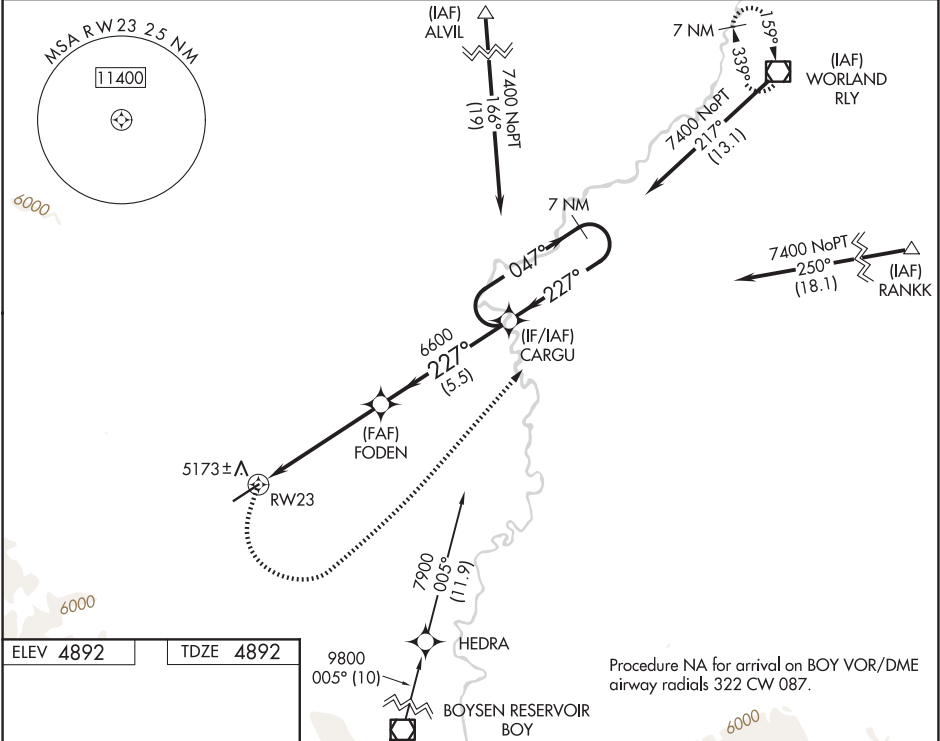 MSA RW23 25 NM
11400
(IAF)
ALVIL
7400 NoPT
166°
(19)
7 NM
159°
339°
(IAF)
WORLAND
RLY
7400 NoPT
217°
(13.1)
6000
7 NM
047°
227°
7400 NoPT
250°
(18.1)
(IAF)
RANKK
(IF/IAF)
CARGU
6600
227°
(5.5)
(FAF)
FODEN
5173±
RW23
7900
005°
(11.9)
6000
HEDRA
ELEV 4892
TDZE 4892
9800
005° (10)
BOYSEN RESERVOIR
BOY
Procedure NA for arrival on BOY VOR/DME
airway radials 322 CW 087.
6000